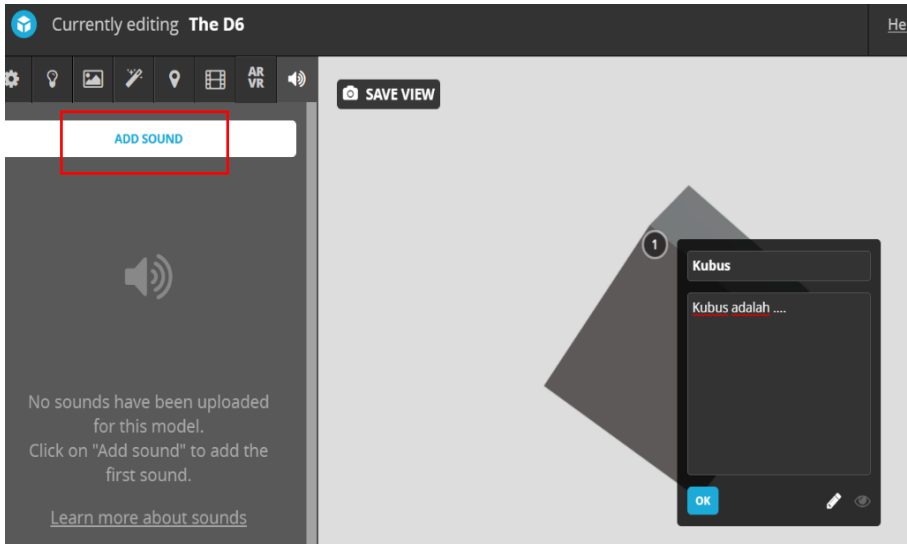 Currently editing The D6
He
AR
VR
ADD SOUND
SAVE VIEW
1
Kubus
Kubus adalah ....
No sounds have been uploaded
for this model.
Click on "Add sound" to add the
first sound.
Learn more about sounds
OK